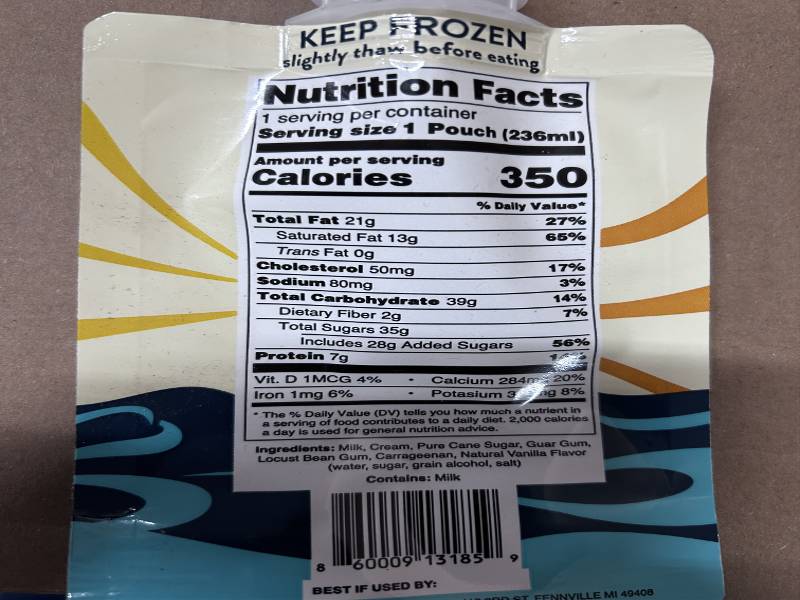 KEEP FROZEN
slightly thaw before eating
Nutrition Facts
1 serving per container
Serving size 1 Pouch (236ml)
Amount per serving
Calories 350
% Daily Value*
Total Fat 21g 27%
Saturated Fat 13g 65%
Trans Fat 0g
Cholesterol 50mg 17%
Sodium 80mg 3%
Total Carbohydrate 39g 14%
Dietary Fiber 2g 7%
Total Sugars 35g
Includes 28g Added Sugars 56%
Protein 7g
Vit. D 1MCG 4% • Calcium 284mg 20%
Iron 1mg 6% • Potasium 8%
* The % Daily Value (DV) tells you how much a nutrient in
a serving of food contributes to a daily diet. 2,000 calories
a day is used for general nutrition advice.
Ingredients: Milk, Cream, Pure Cane Sugar, Guar Gum,
Locust Bean Gum, Carrageenan, Natural Vanilla Flavor
(water, sugar, grain alcohol, salt)
Contains: Milk
8 60009 13185 9
BEST IF USED BY:
ST. FENNVILLE MI 49408